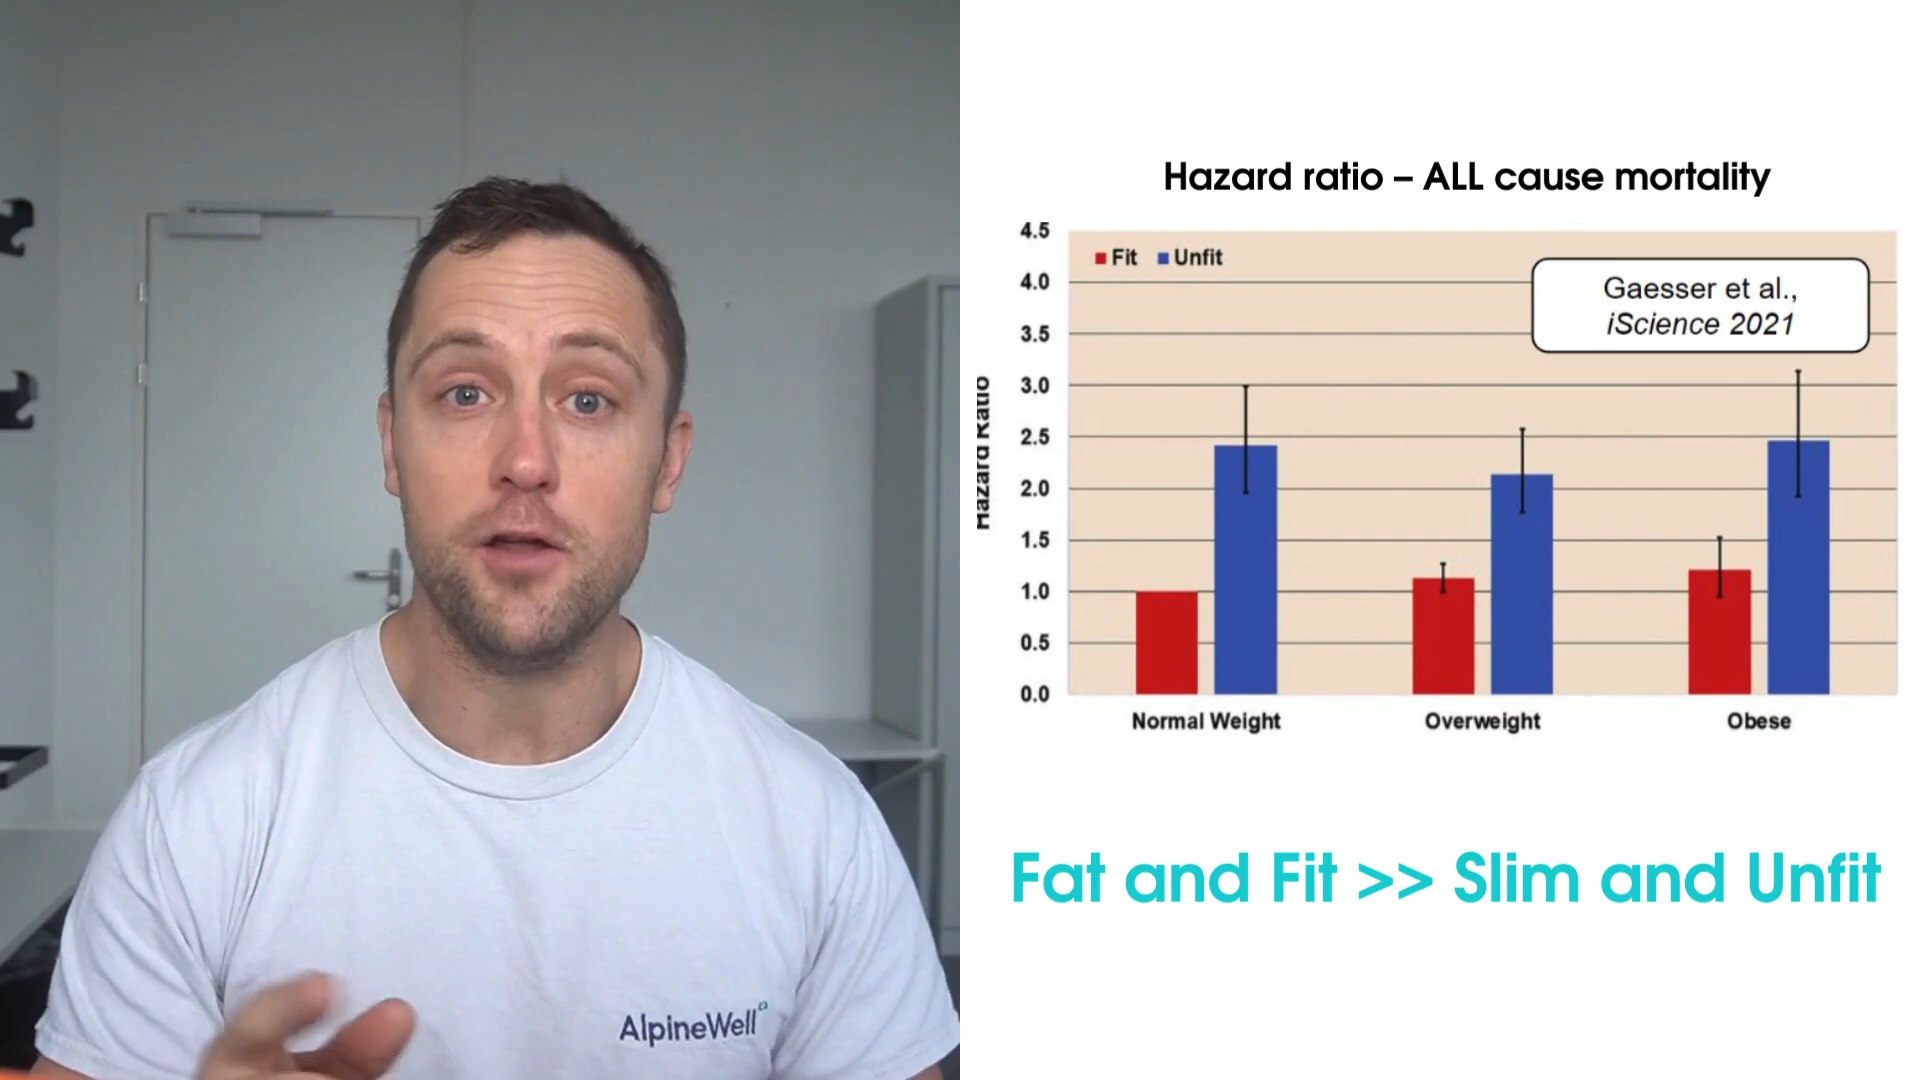 AlpineWell
Hazard ratio – ALL cause mortality
Hazard Ratio
4.5
4.0
3.5
3.0
2.5
2.0
1.5
1.0
0.5
0.0
Fit Unfit
Gaesser et al.,
iScience 2021
Normal Weight Overweight Obese
Fat and Fit >> Slim and Unfit